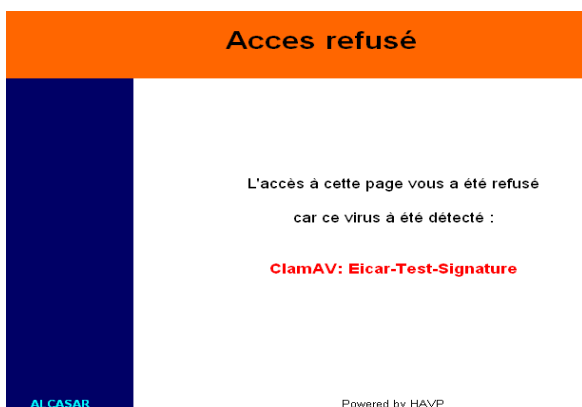 Acces refusé
L'accès à cette page vous a été refusé
car ce virus à été détecté :
ClamAV: Eicar-Test-Signature
ALCASAR
Powered by HAVP